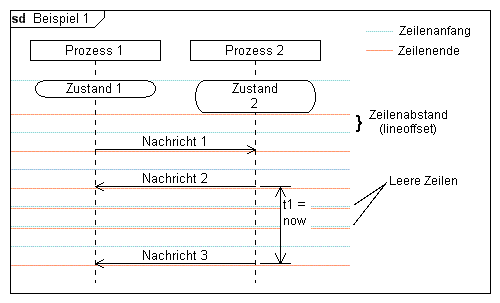 sd Beispiel 1
Zeilenanfang
Zeilenende
Prozess 1
Prozess 2
Zustand 1
Zustand
2
Zeilenabstand
(lineoffset)
Nachricht 1
Nachricht 2
Leere Zeilen
t1 =
now
Nachricht 3